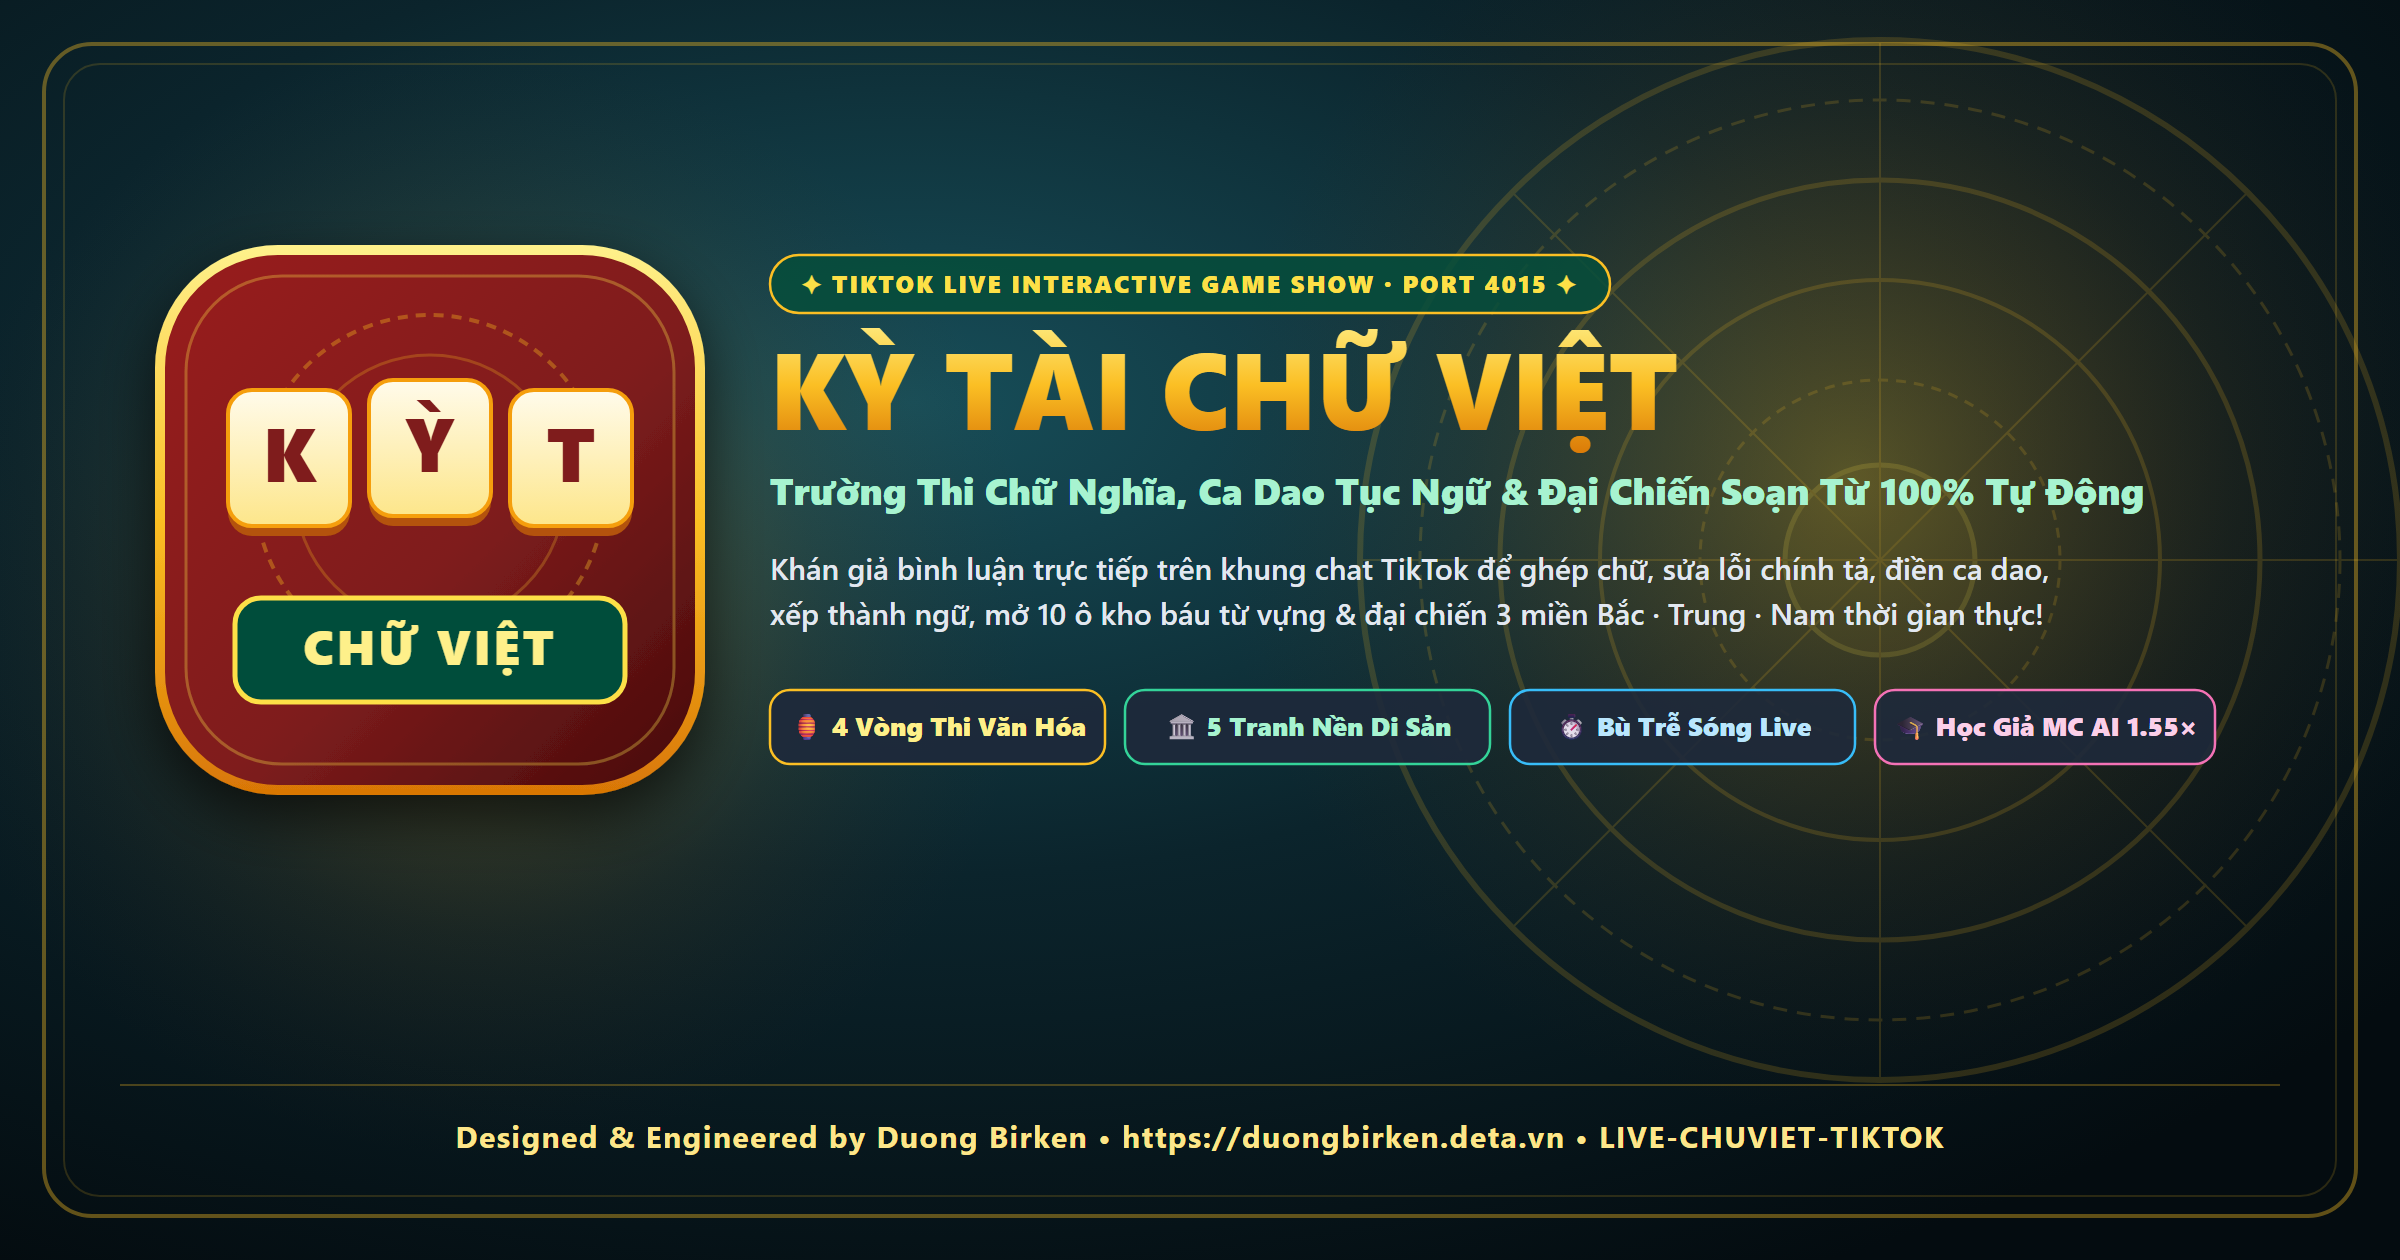 K Ỳ T
CHỮ VIỆT
✦ TIKTOK LIVE INTERACTIVE GAME SHOW · PORT 4015 ✦
KỲ TÀI CHỮ VIỆT
Trường Thi Chữ Nghĩa, Ca Dao Tục Ngữ & Đại Chiến Soạn Từ 100% Tự Động
Khán giả bình luận trực tiếp trên khung chat TikTok để ghép chữ, sửa lỗi chính tả, điền ca dao,
xếp thành ngữ, mở 10 ô kho báu từ vựng & đại chiến 3 miền Bắc · Trung · Nam thời gian thực!
🏮 4 Vòng Thi Văn Hóa
🏛️ 5 Tranh Nền Di Sản
⏱️ Bù Trễ Sóng Live
🎓 Học Giả MC AI 1.55×
Designed & Engineered by Duong Birken • https://duongbirken.deta.vn • LIVE-CHUVIET-TIKTOK